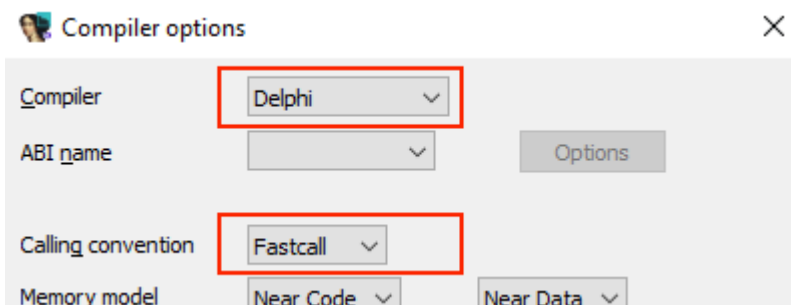 Compiler options
Compiler Delphi
ABI name Options
Calling convention Fastcall
Memory model Near Code Near Data